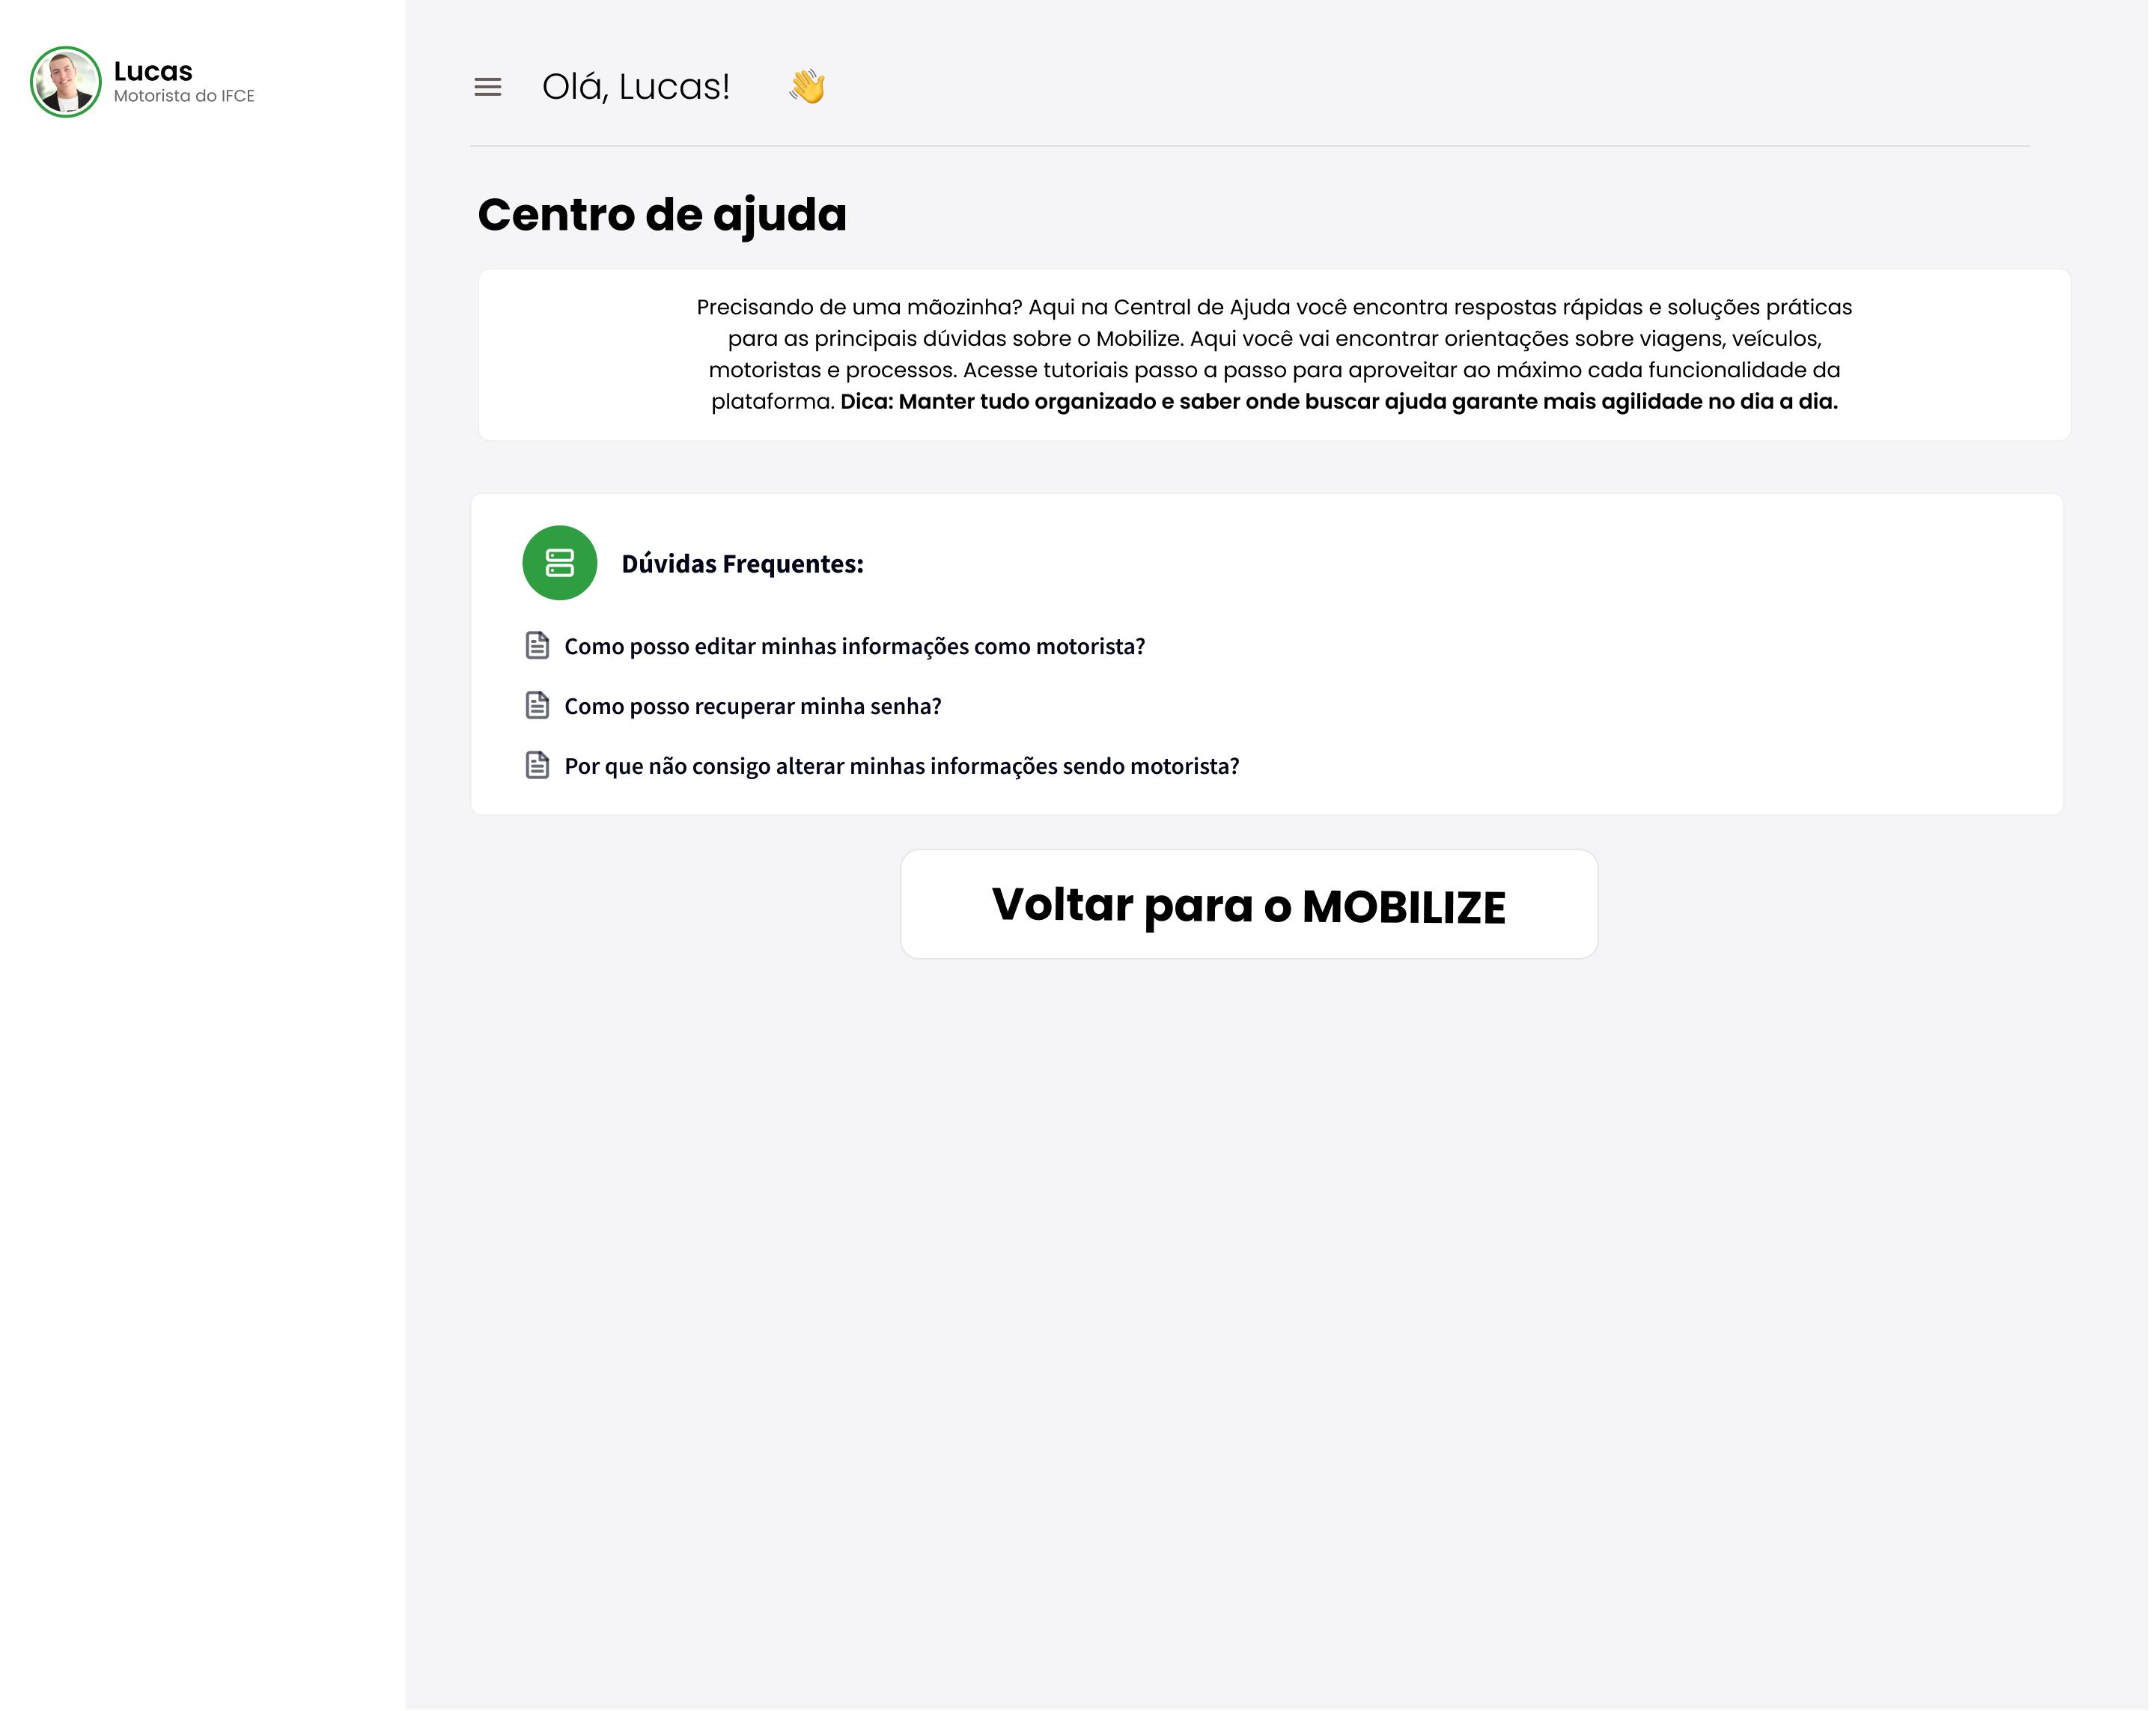 Lucas
Motorista do IFCE
Olá, Lucas! 👋
Centro de ajuda
Precisando de uma mãozinha? Aqui na Central de Ajuda você encontra respostas rápidas e soluções práticas
para as principais dúvidas sobre o Mobilize. Aqui você vai encontrar orientações sobre viagens, veículos,
motoristas e processos. Acesse tutoriais passo a passo para aproveitar ao máximo cada funcionalidade da
plataforma. Dica: Manter tudo organizado e saber onde buscar ajuda garante mais agilidade no dia a dia.
Dúvidas Frequentes:
Como posso editar minhas informações como motorista?
Como posso recuperar minha senha?
Por que não consigo alterar minhas informações sendo motorista?
Voltar para o MOBILIZE